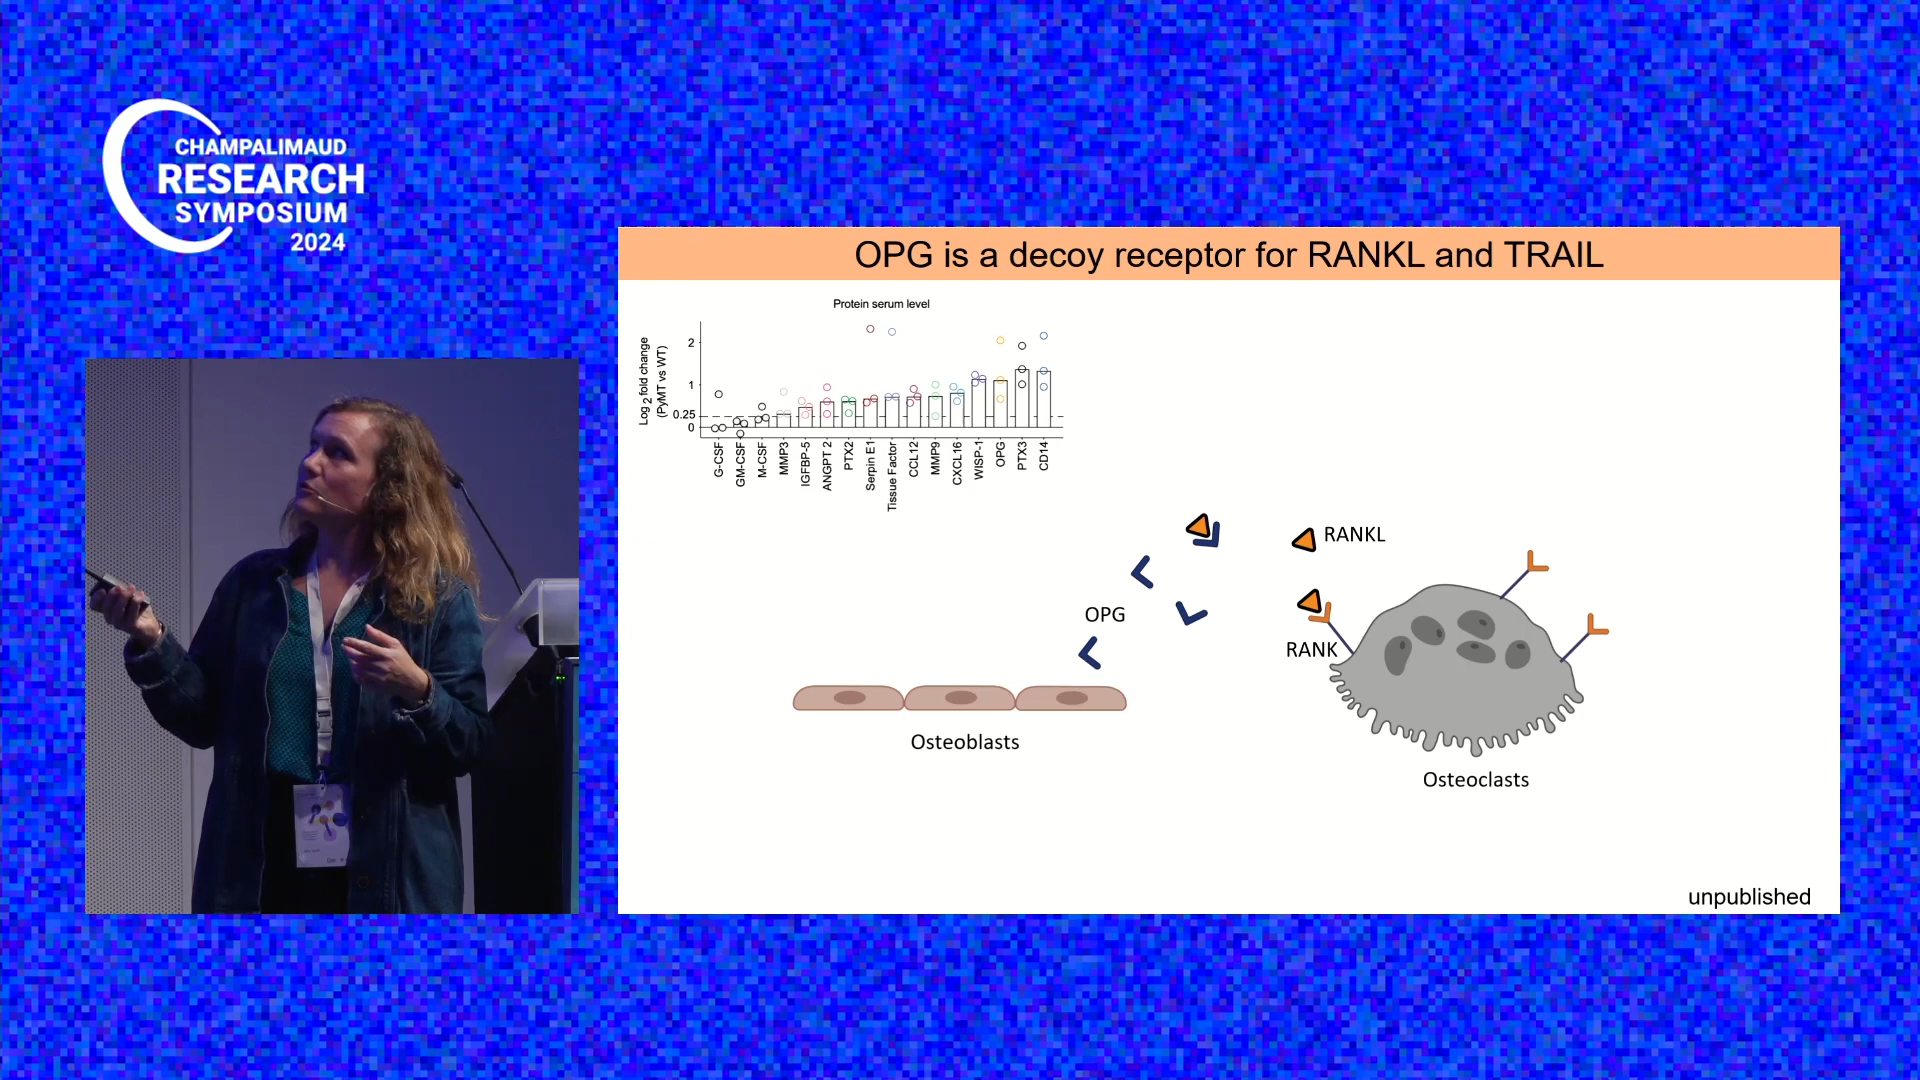 CHAMPALIMAUD
RESEARCH
SYMPOSIUM
2024
OPG is a decoy receptor for RANKL and TRAIL
Protein serum level
Log2 fold change
(PyMT vs WT)
2
1
0.25
0
G-CSF
GM-CSF
M-CSF
MMP3
IGFBP-5
ANGPT 2
PTX2
Serpin E1
Tissue Factor
CCL12
MMP9
CXCL16
WISP-1
OPG
PTX3
CD14
RANKL
OPG
RANK
Osteoblasts
Osteoclasts
unpublished